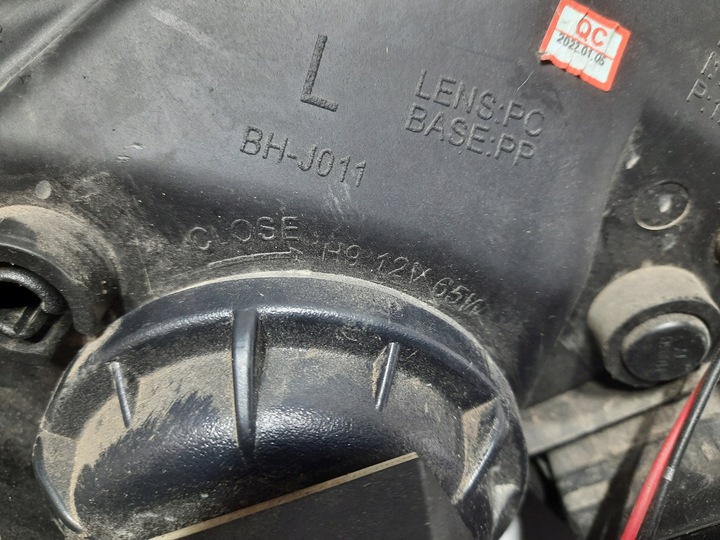 L
BH-J011
LENS:PC
BASE:PP
QC
2022.01.05
CLOSE
H9 12V 65W